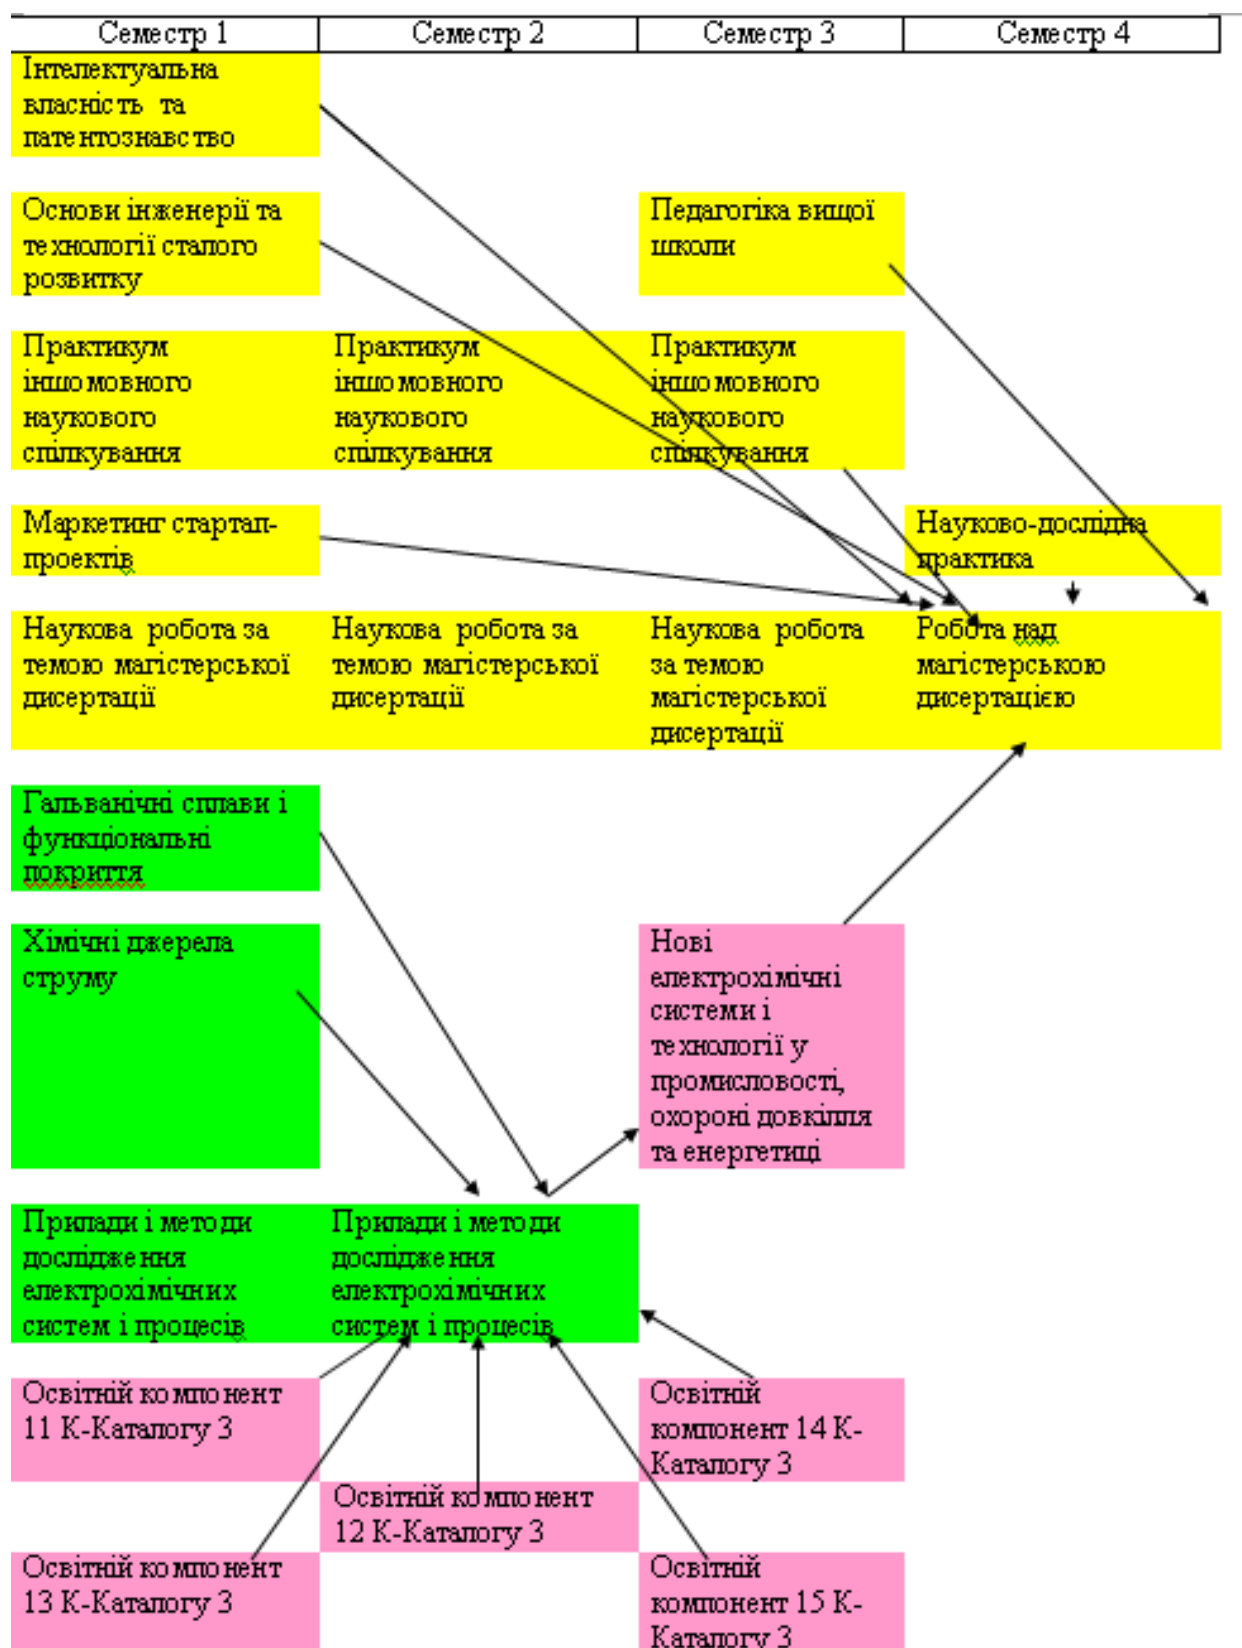 Семестр 1
Семестр 2
Семестр 3
Семестр 4
Інтелектуальна
власність та
патентознавство
Основи інженерії та
технології сталого
розвитку
Педагогіка вищої
школи
Практикум
іншомовного
наукового
спілкування
Практикум
іншомовного
наукового
спілкування
Практикум
іншомовного
наукового
спілкування
Маркетинг стартап-
проектів
Науково-дослідна
практика
Наукова робота за
темою магістерської
дисертації
Наукова робота за
темою магістерської
дисертації
Наукова робота
за темою
магістерської
дисертації
Робота над
магістерською
дисертацією
Гальванічні сплави і
функціональні
покриття
Хімічні джерела
струму
Нові
електрохімічні
системи і
технології у
промисловості,
охороні довкілля
та енергетиці
Прилади і методи
дослідження
електрохімічних
систем і процесів
Прилади і методи
дослідження
електрохімічних
систем і процесів
Освітній компонент
11 К-Каталогу 3
Освітній
компонент 14 К-
Каталогу 3
Освітній компонент
12 К-Каталогу 3
Освітній компонент
13 К-Каталогу 3
Освітній
компонент 15 К-
Каталогу 3